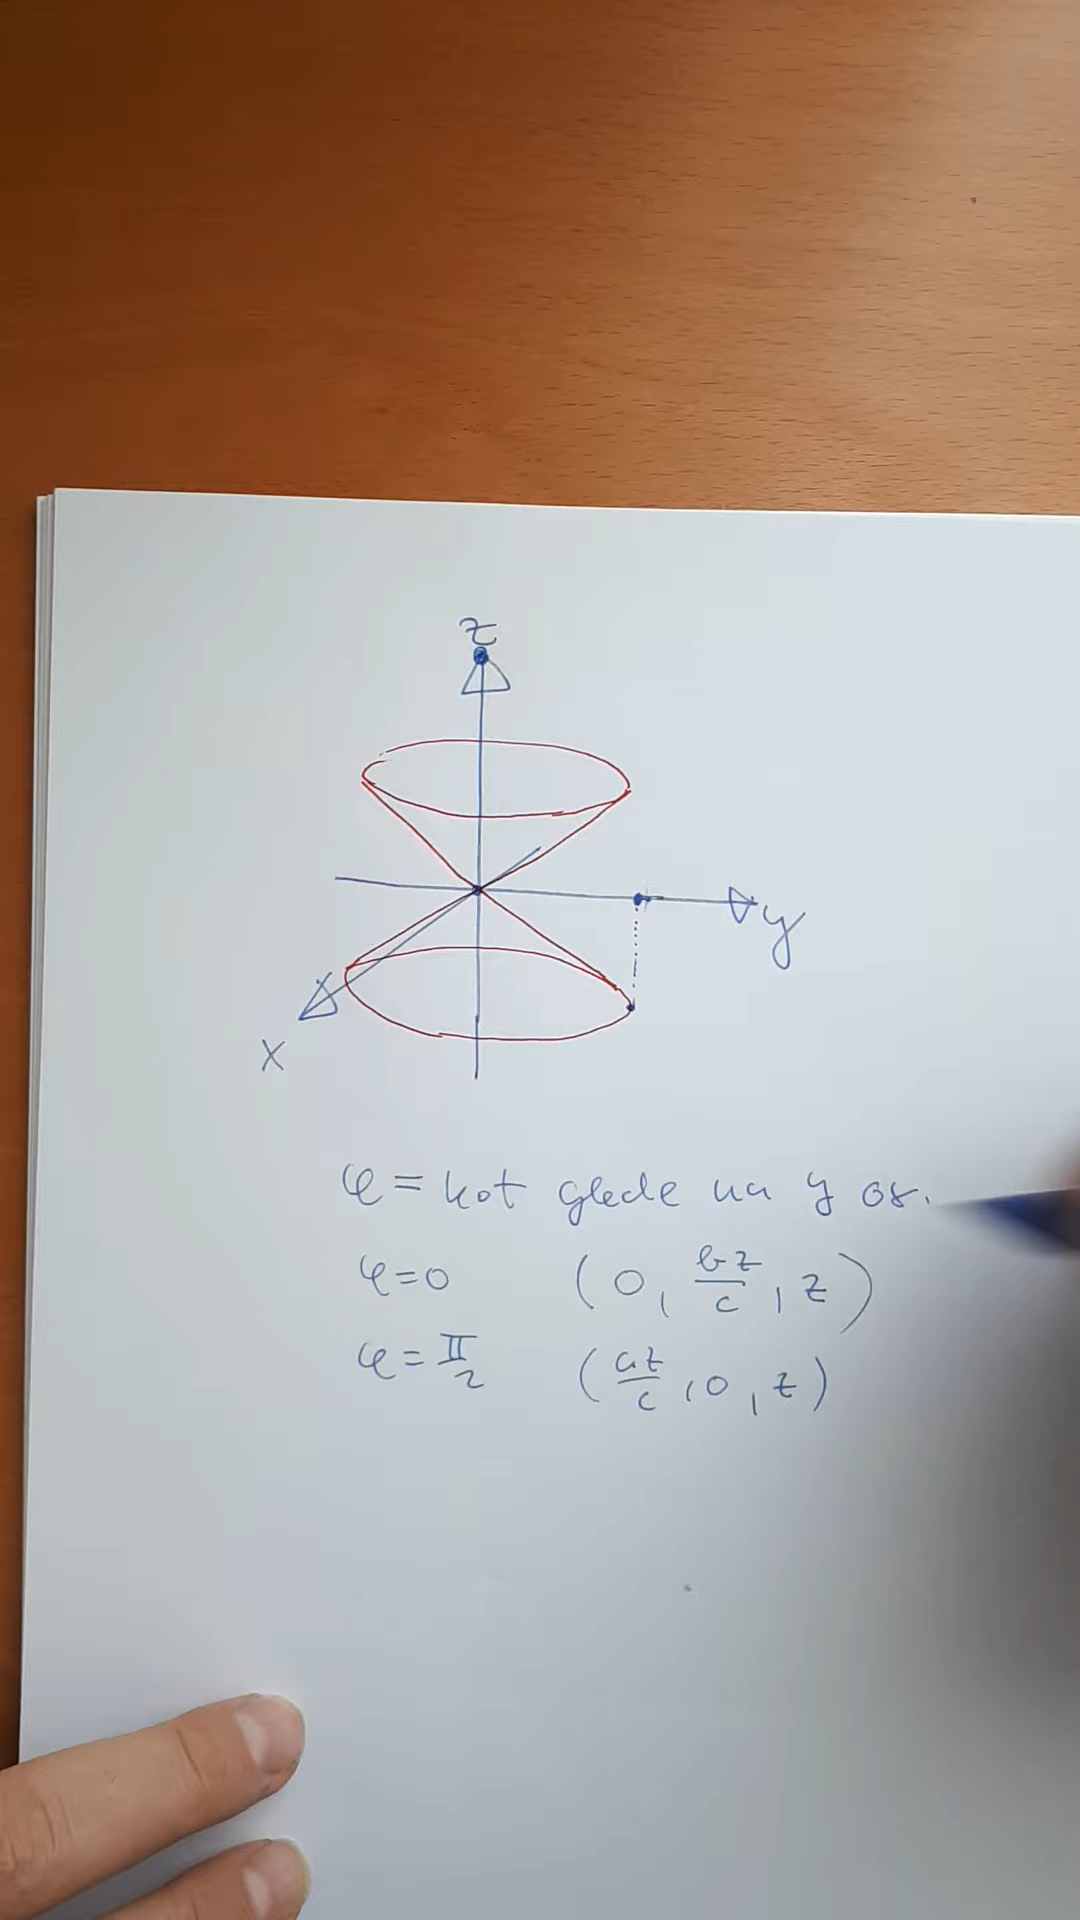 z
y
x
φ = kot glede na y os.
φ=0 (0, bz/c, z)
φ=π/2 (az/c, 0, z)